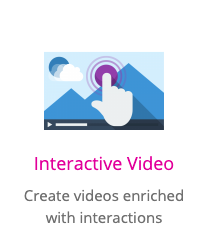 Interactive Video
Create videos enriched
with interactions